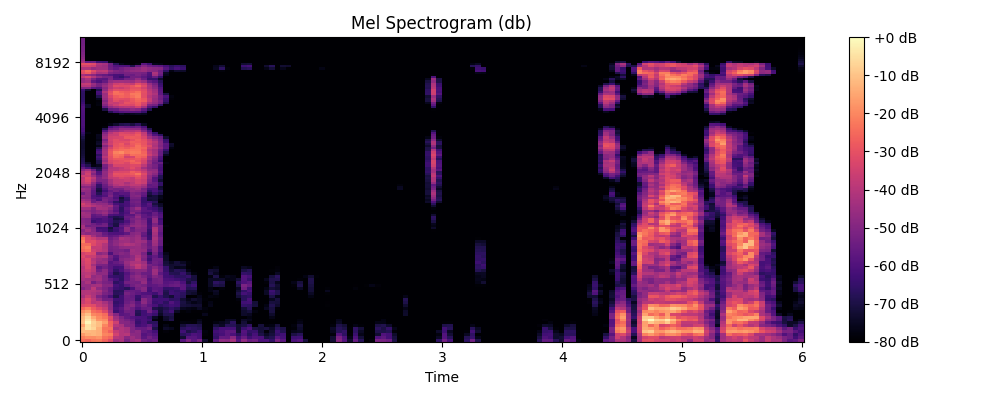 Mel Spectrogram (db)
Hz
8192
4096
2048
1024
512
0
0 1 2 3 4 5 6
Time
+0 dB
-10 dB
-20 dB
-30 dB
-40 dB
-50 dB
-60 dB
-70 dB
-80 dB